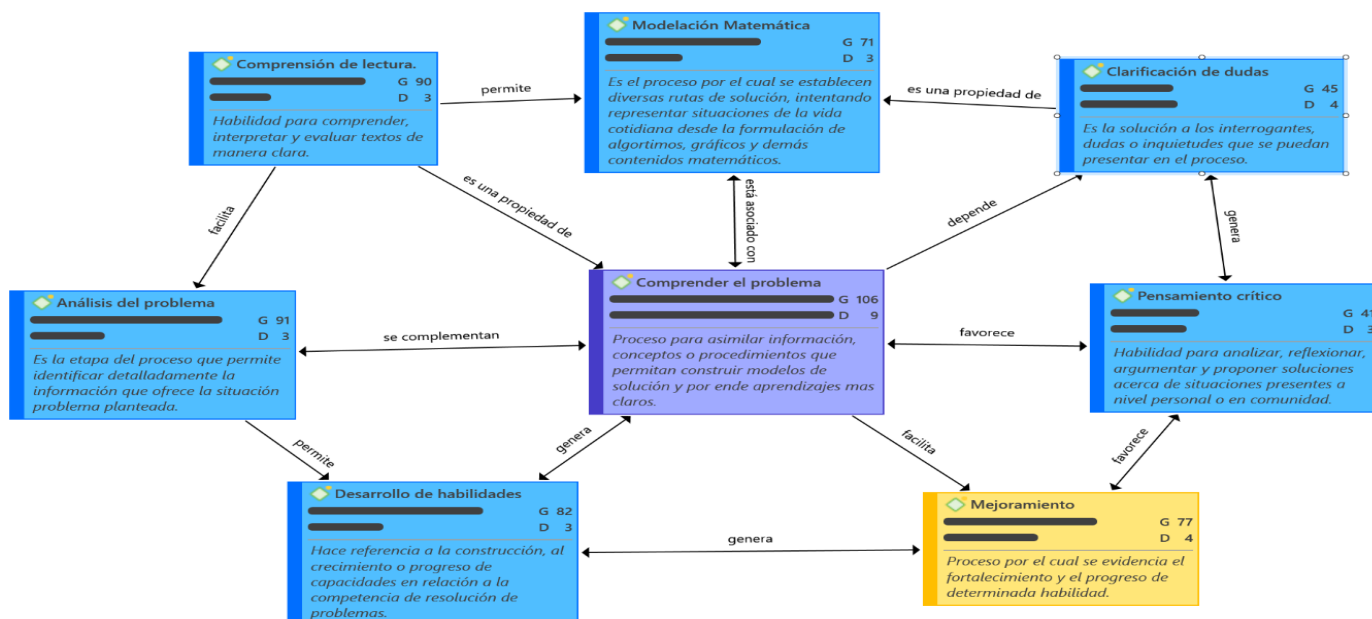 Modelación Matemática
G 71
D 3
Es el proceso por el cual se establecen
diversas rutas de solución, intentando
representar situaciones de la vida
cotidiana desde la formulación de
algortimos, gráficos y demás
contenidos matemáticos.
Comprensión de lectura.
G 90
D 3
Habilidad para comprender,
interpretar y evaluar textos de
manera clara.
permite
Clarificación de dudas
G 45
D 4
Es la solución a los interrogantes,
dudas o inquietudes que se puedan
presentar en el proceso.
es una propiedad de
facilita
es una propiedad de
está asociado con
depende
genera
Análisis del problema
G 91
D 3
Es la etapa del proceso que permite
identificar detalladamente la
información que ofrece la situación
problema planteada.
se complementan
Comprender el problema
G 106
D 9
Proceso para asimilar información,
conceptos o procedimientos que
permitan construir modelos de
solución y por ende aprendizajes mas
claros.
favorece
Pensamiento crítico
G 41
D 3
Habilidad para analizar, reflexionar,
argumentar y proponer soluciones
acerca de situaciones presentes a
nivel personal o en comunidad.
permite
genera
facilita
favorece
Desarrollo de habilidades
G 82
D 3
Hace referencia a la construcción, al
crecimiento o progreso de
capacidades en relación a la
competencia de resolución de
problemas.
genera
Mejoramiento
G 77
D 4
Proceso por el cual se evidencia el
fortalecimiento y el progreso de
determinada habilidad.